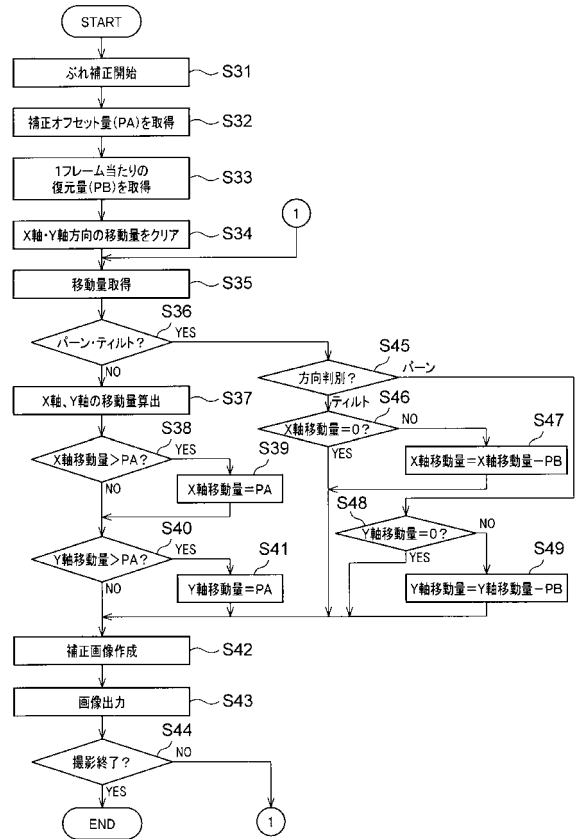 START
ぶれ補正開始
S31
補正オフセット量(PA)を取得
S32
1フレーム当たりの
復元量(PB)を取得
S33
1
X軸・Y軸方向の移動量をクリア
S34
移動量取得
S35
S36
パーン・ティルト?
YES
NO
S45
方向判別?
パーン
ティルト
X軸、Y軸の移動量算出
S37
S46
X軸移動量=0?
NO
YES
S47
X軸移動量=X軸移動量-PB
S38
X軸移動量>PA?
YES
NO
S39
X軸移動量=PA
S48
Y軸移動量=0?
NO
YES
S40
Y軸移動量>PA?
YES
NO
S41
Y軸移動量=PA
S49
Y軸移動量=Y軸移動量-PB
補正画像作成
S42
画像出力
S43
S44
撮影終了?
NO
YES
END
1